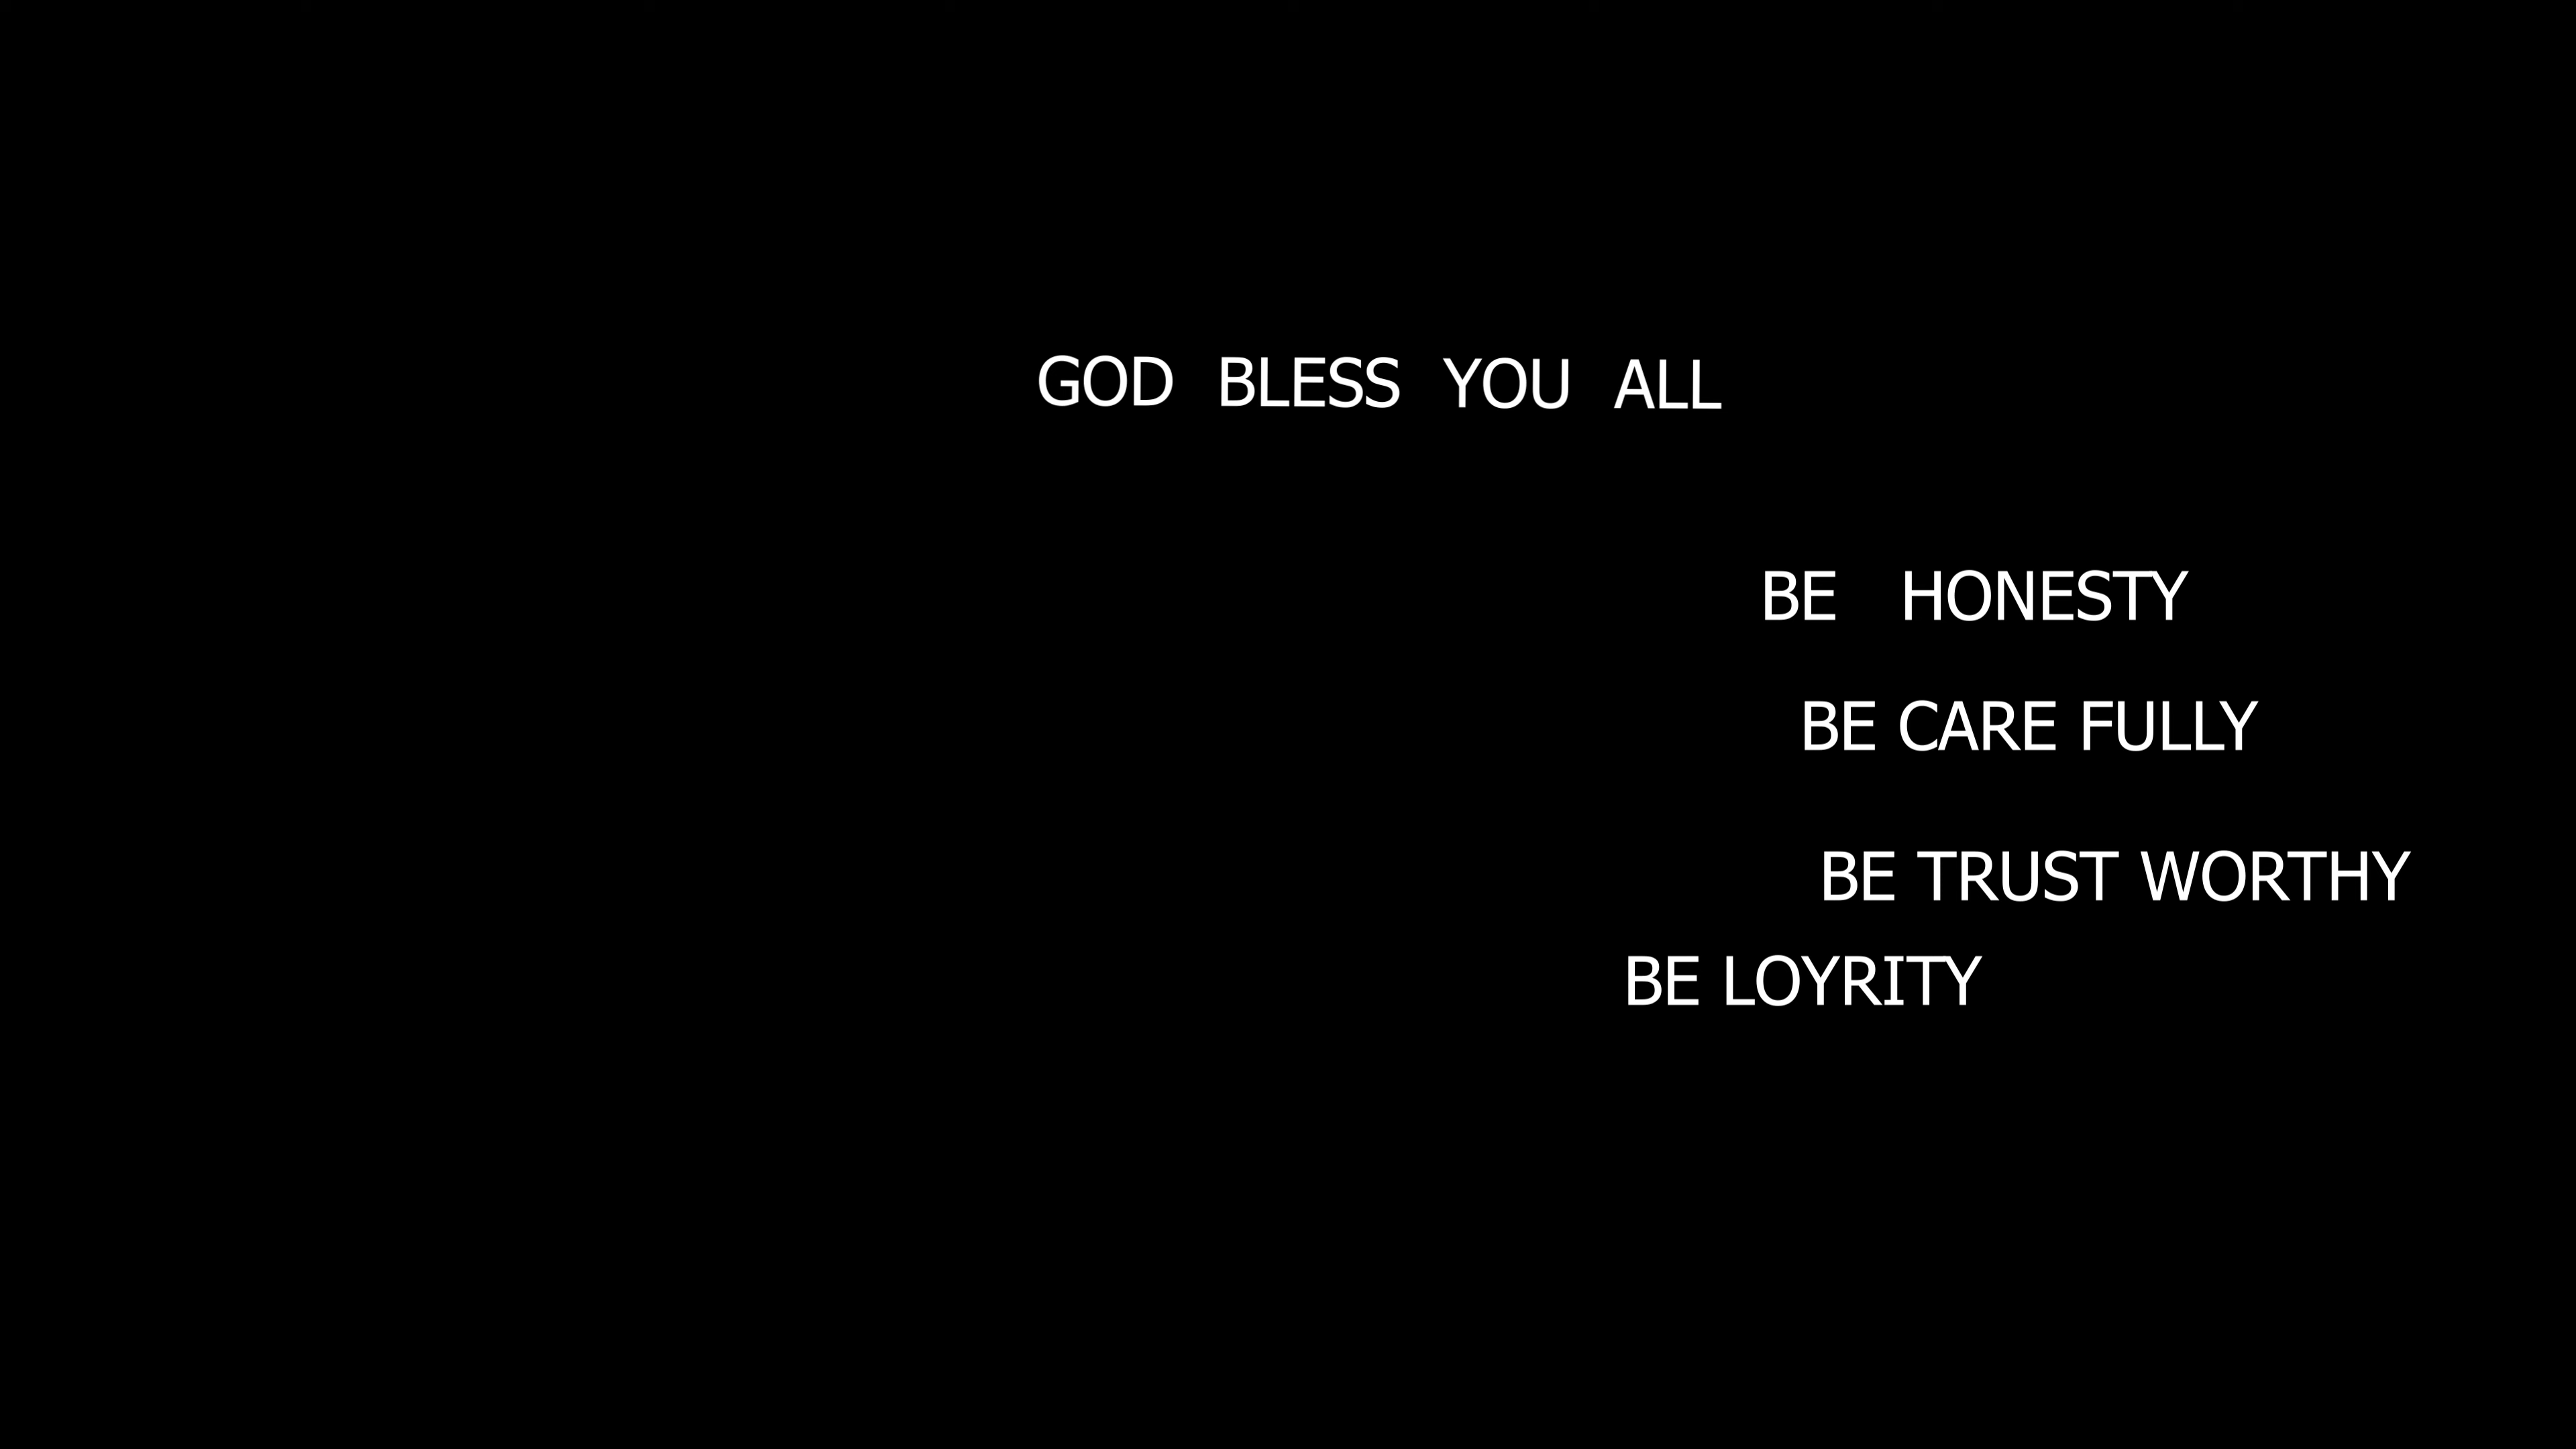 GOD BLESS YOU ALL
BE HONESTY
BE CARE FULLY
BE TRUST WORTHY
BE LOYRITY